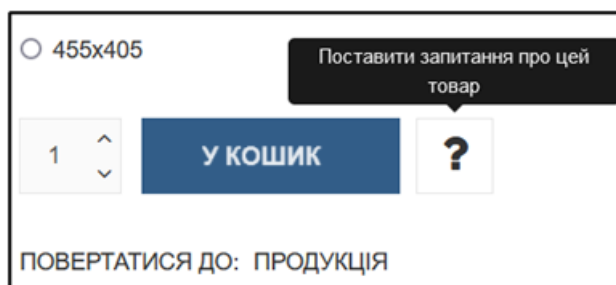 455x405
Поставити запитання про цей
товар
1
У КОШИК
?
ПОВЕРТАТИСЯ ДО: ПРОДУКЦІЯ